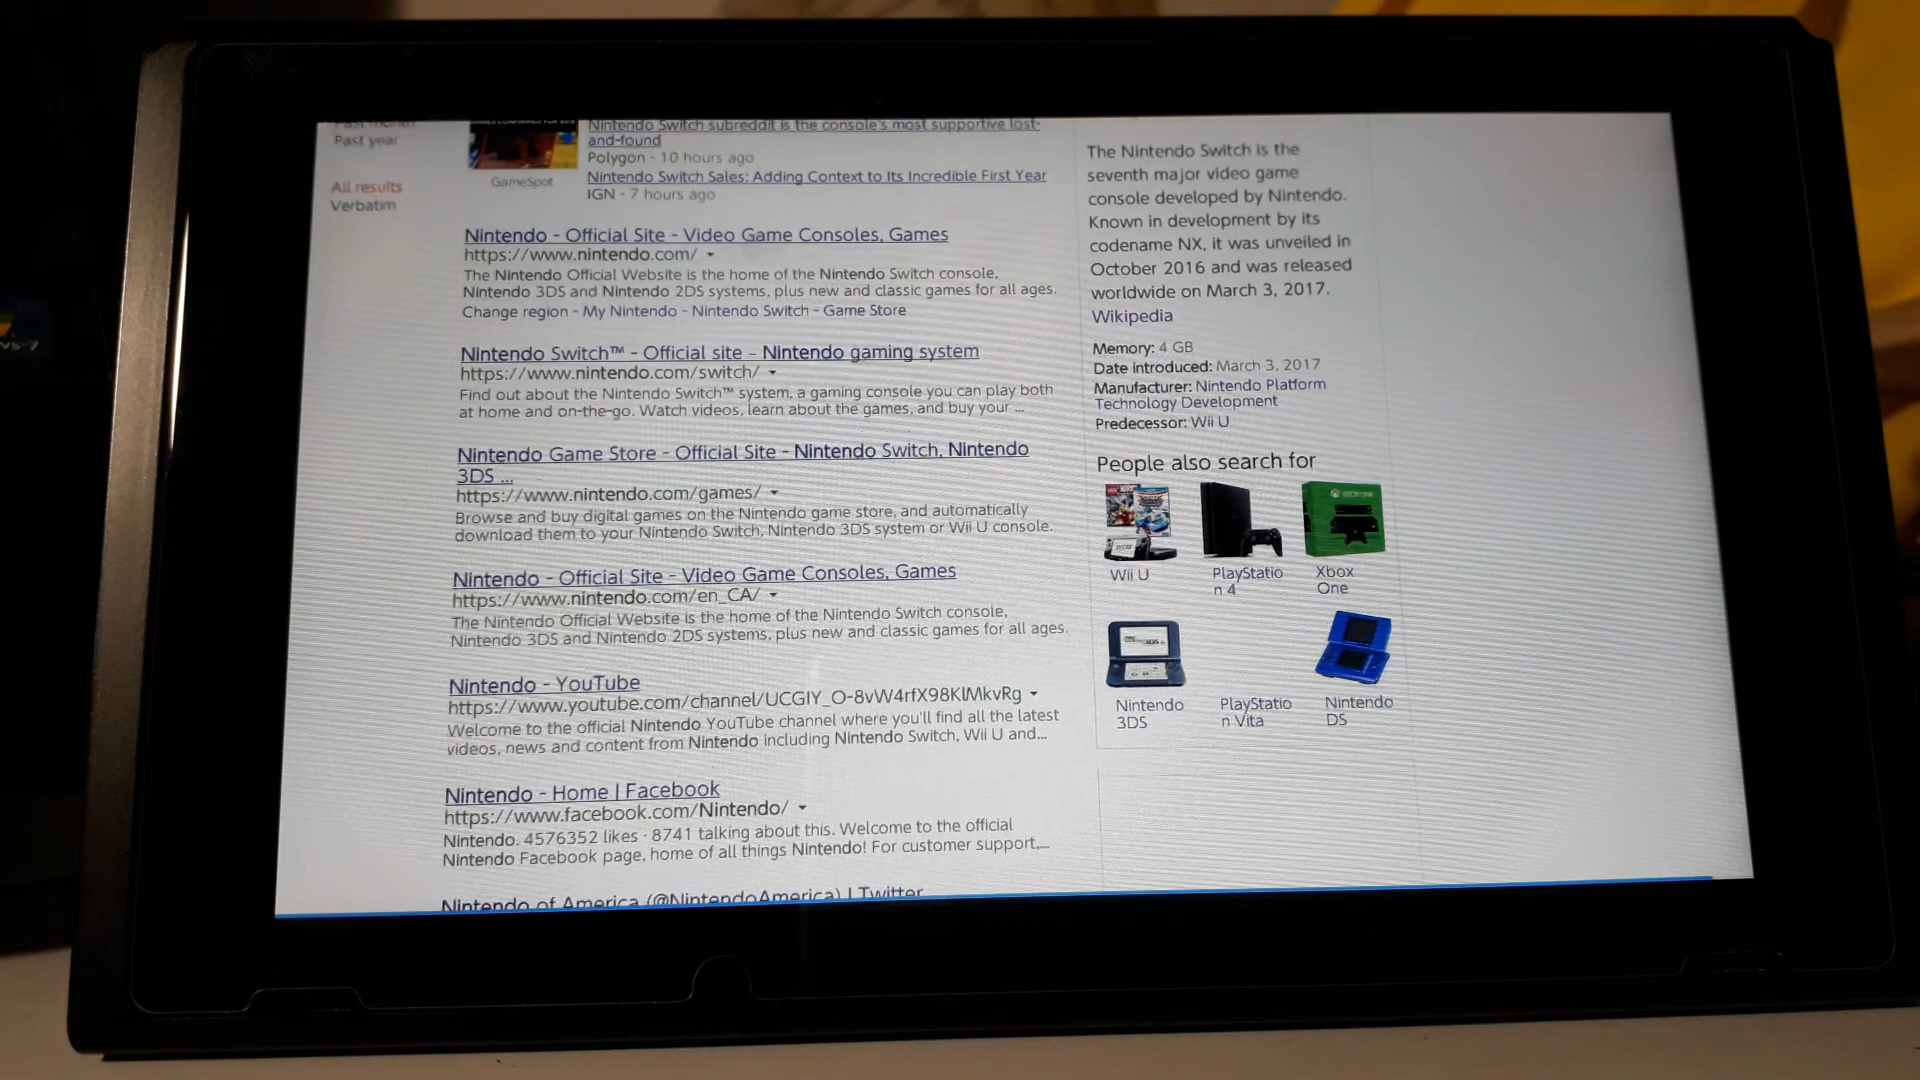 Past month
Past year
All results
Verbatim
GameSpot
Nintendo Switch subreddit is the console's most supportive lost-
and-found
Polygon - 10 hours ago
Nintendo Switch Sales: Adding Context to Its Incredible First Year
IGN - 7 hours ago
Nintendo - Official Site - Video Game Consoles, Games
https://www.nintendo.com/
The Nintendo Official Website is the home of the Nintendo Switch console,
Nintendo 3DS and Nintendo 2DS systems, plus new and classic games for all ages.
Change region - My Nintendo - Nintendo Switch - Game Store
Nintendo Switch™ - Official site – Nintendo gaming system
https://www.nintendo.com/switch/
Find out about the Nintendo Switch™ system, a gaming console you can play both
at home and on-the-go. Watch videos, learn about the games, and buy your ...
Nintendo Game Store - Official Site - Nintendo Switch, Nintendo
3DS ...
https://www.nintendo.com/games/
Browse and buy digital games on the Nintendo game store, and automatically
download them to your Nintendo Switch, Nintendo 3DS system or Wii U console.
Nintendo - Official Site - Video Game Consoles, Games
https://www.nintendo.com/en_CA/
The Nintendo Official Website is the home of the Nintendo Switch console,
Nintendo 3DS and Nintendo 2DS systems, plus new and classic games for all ages.
Nintendo - YouTube
https://www.youtube.com/channel/UCGIY_O-8vW4rfX98KlMkvRg
Welcome to the official Nintendo YouTube channel where you'll find all the latest
videos, news and content from Nintendo including Nintendo Switch, Wii U and...
Nintendo - Home | Facebook
https://www.facebook.com/Nintendo/
Nintendo. 4576352 likes · 8741 talking about this. Welcome to the official
Nintendo Facebook page, home of all things Nintendo! For customer support,...
Nintendo of America (@NintendoAmerica) | Twitter
The Nintendo Switch is the
seventh major video game
console developed by Nintendo.
Known in development by its
codename NX, it was unveiled in
October 2016 and was released
worldwide on March 3, 2017.
Wikipedia
Memory: 4 GB
Date introduced: March 3, 2017
Manufacturer: Nintendo Platform
Technology Development
Predecessor: Wii U
People also search for
XBOX ONE
Wii U
PlayStatio
n 4
Xbox
One
Nintendo
3DS
PlayStatio
n Vita
Nintendo
DS